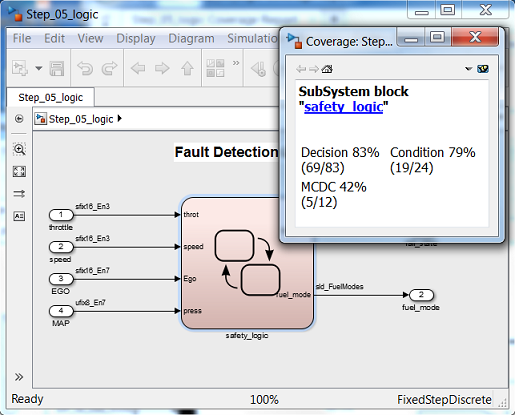 Step_05_logic
File Edit View Display Diagram Simulatio
Step_05_logic
Step_05_logic
Fault Detection
sfix16_En3
1
throttle
throt
sfix16_En3
2
speed
speed
sfix16_En7
3
EGO
Ego
ufix8_En7
4
MAP
press
fuel_mode
sld_FuelModes
2
fuel_mode
safety_logic
Coverage: Step...
SubSystem block
"safety_logic"
Decision 83% Condition 79%
(69/83) (19/24)
MCDC 42%
(5/12)
Ready 100% FixedStepDiscrete